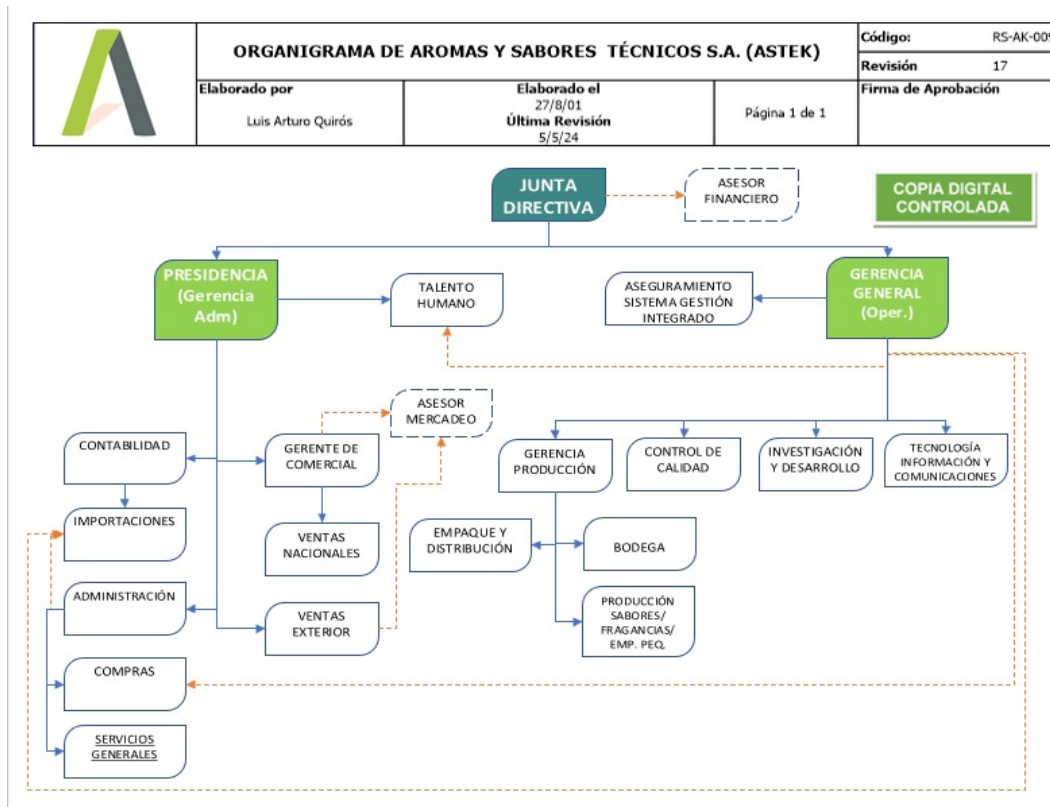 ORGANIGRAMA DE AROMAS Y SABORES TÉCNICOS S.A. (ASTEK)
Código: RS-AK-009
Revisión 17
Elaborado por
Luis Arturo Quirós
Elaborado el
27/8/01
Última Revisión
5/5/24
Página 1 de 1
Firma de Aprobación
JUNTA
DIRECTIVA
ASESOR
FINANCIERO
COPIA DIGITAL
CONTROLADA
PRESIDENCIA
(Gerencia
Adm)
TALENTO
HUMANO
ASEGURAMIENTO
SISTEMA GESTIÓN
INTEGRADO
GERENCIA
GENERAL
(Oper.)
ASESOR
MERCADEO
CONTABILIDAD
GERENTE DE
COMERCIAL
GERENCIA
PRODUCCIÓN
CONTROL DE
CALIDAD
INVESTIGACIÓN
Y DESARROLLO
TECNOLOGÍA
INFORMACIÓN Y
COMUNICACIONES
IMPORTACIONES
VENTAS
NACIONALES
EMPAQUE Y
DISTRIBUCIÓN
BODEGA
ADMINISTRACIÓN
VENTAS
EXTERIOR
PRODUCCIÓN
SABORES/
FRAGANCIAS/
EMP. PEQ.
COMPRAS
SERVICIOS
GENERALES